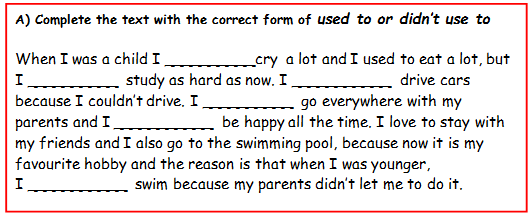 A) Complete the text with the correct form of used to or didn't use to
When I was a child I ___________cry a lot and I used to eat a lot, but
I ___________ study as hard as now. I ____________ drive cars
because I couldn't drive. I ___________ go everywhere with my
parents and I ____________ be happy all the time. I love to stay with
my friends and I also go to the swimming pool, because now it is my
favourite hobby and the reason is that when I was younger,
I ____________ swim because my parents didn't let me to do it.